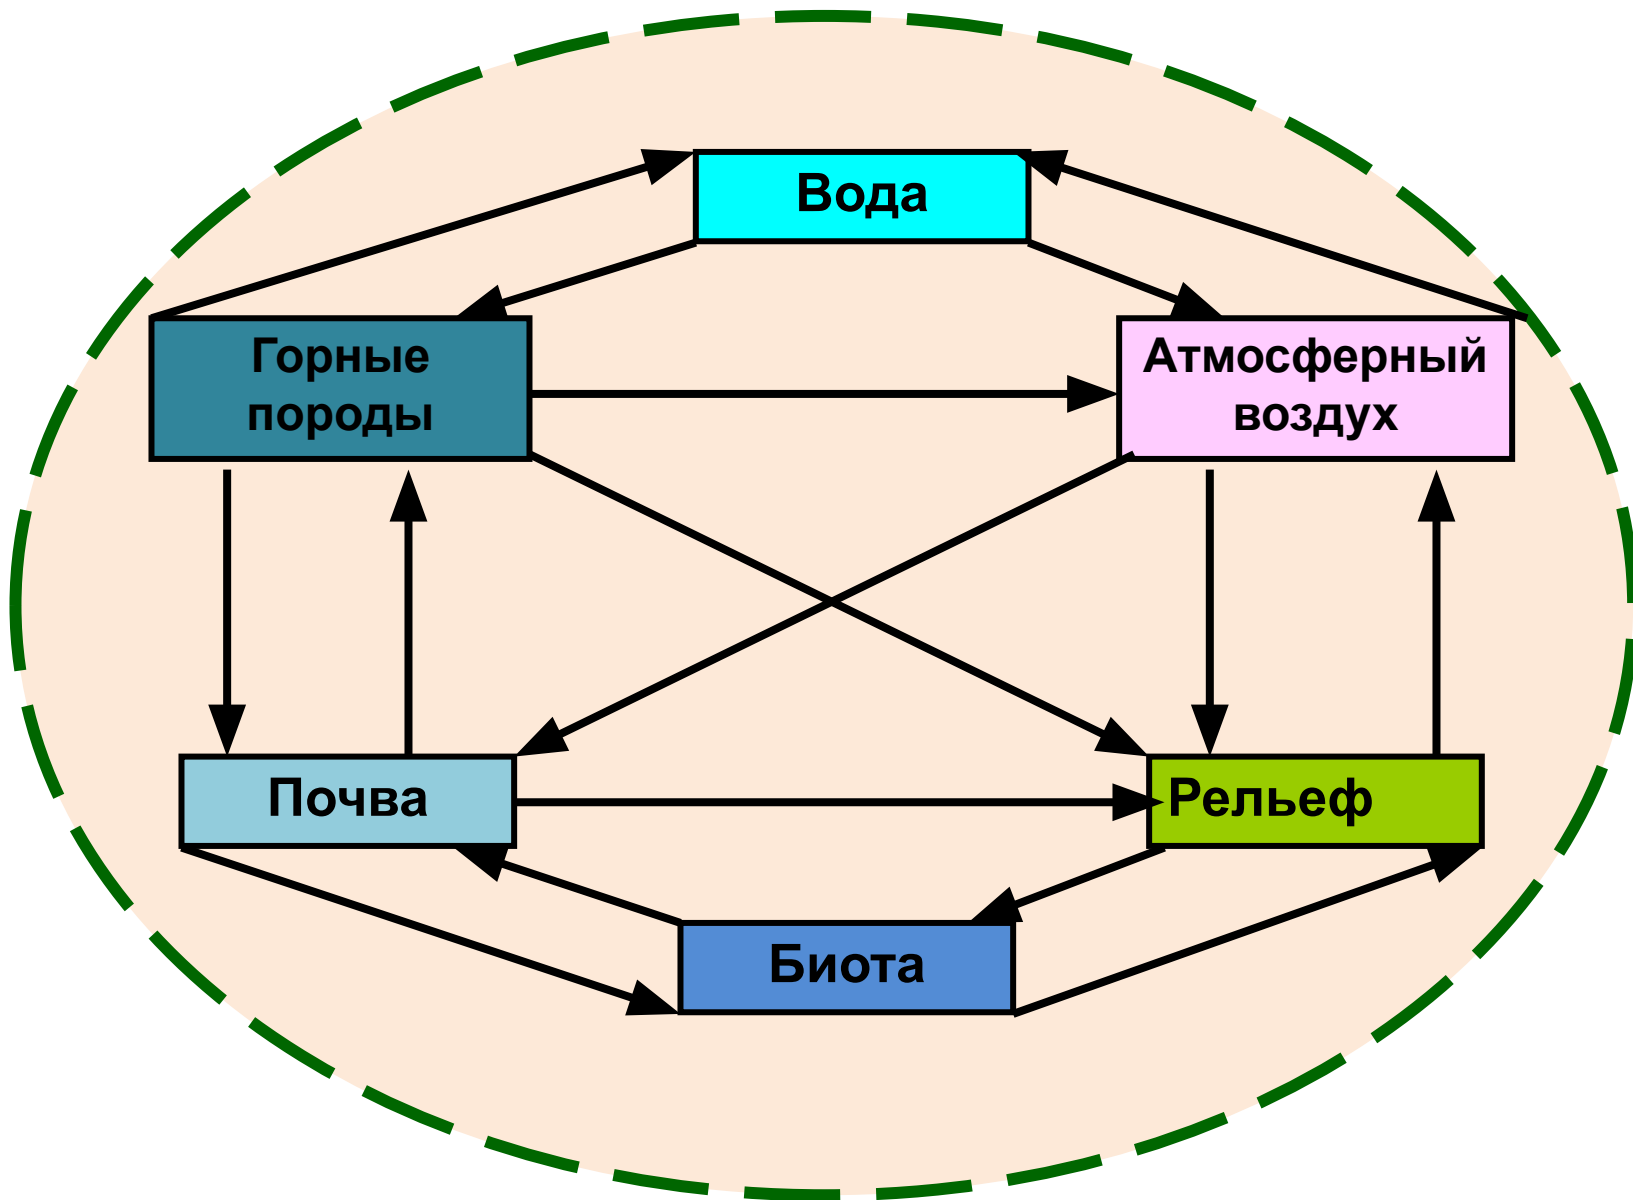 Вода
Горные
породы
Атмосферный
воздух
Почва
Рельеф
Биота